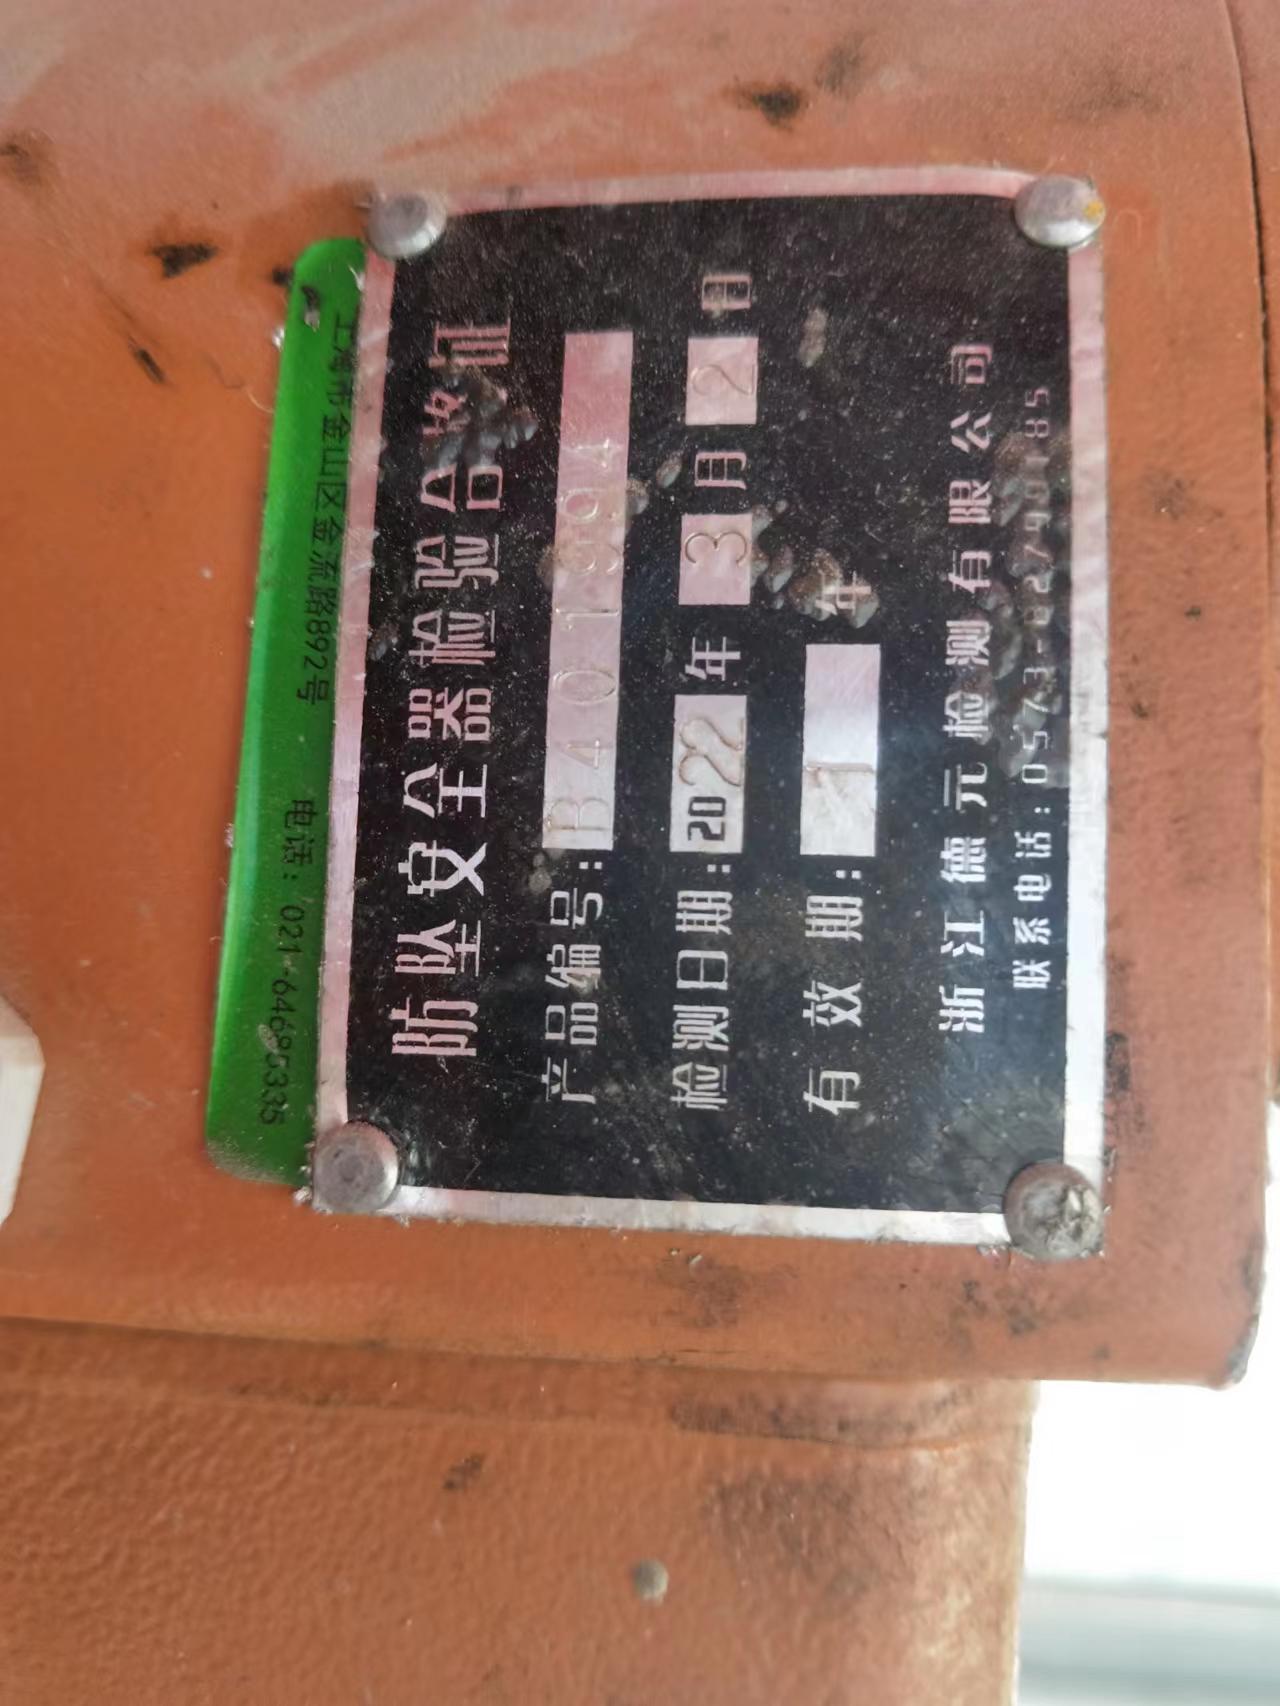 上海市金山区金流路892号
电话：021-64685335
防坠安全器检验合格证
产品编号：B401994
检测日期：2022年3月2日
有效期：1年
浙江德元检测有限公司
联系电话：0573-82799185